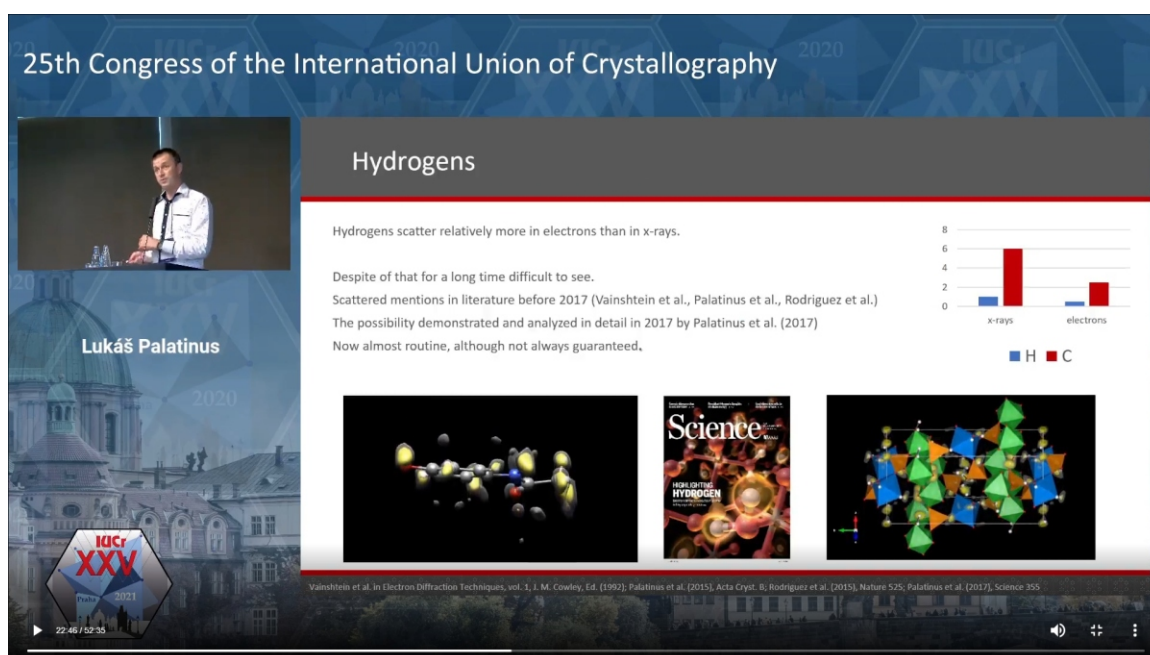 25th Congress of the International Union of Crystallography
Hydrogens
Hydrogens scatter relatively more in electrons than in x-rays.
Despite of that for a long time difficult to see.
Scattered mentions in literature before 2017 (Vainshtein et al., Palatinus et al., Rodriguez et al.)
The possibility demonstrated and analyzed in detail in 2017 by Palatinus et al. (2017)
Now almost routine, although not always guaranteed.
8
6
4
2
0
x-rays
electrons
H C
Lukáš Palatinus
Science
HIGHLIGHTING
HYDROGEN
IUCr
XXV
Praha 2021
Vainshtein et al. in Electron Diffraction Techniques, vol. 1, J. M. Cowley, Ed. (1992); Palatinus et al. (2015), Acta Cryst. B; Rodriguez et al. (2015), Nature 525; Palatinus et al. (2017), Science 355
22:46 / 52:35
2020
IUCr
XXV
2020